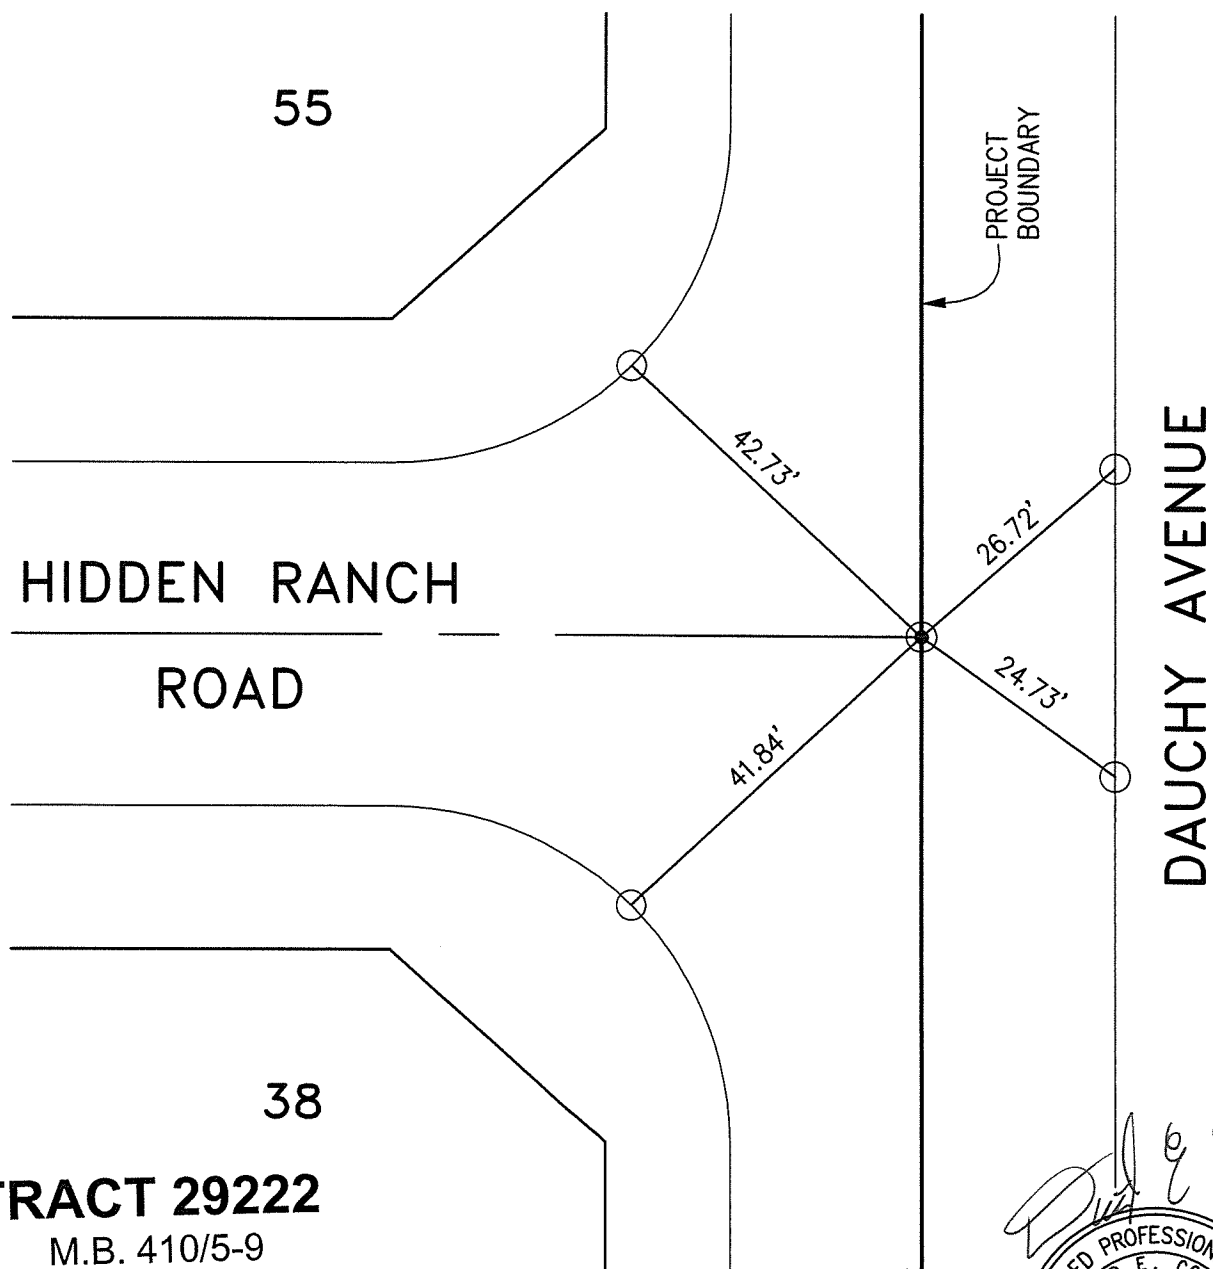 55
PROJECT
BOUNDARY
42.73'
26.72'
HIDDEN RANCH
ROAD
24.73'
41.84'
DAUCHY AVENUE
38
TRACT 29222
M.B. 410/5-9
PROFESSION